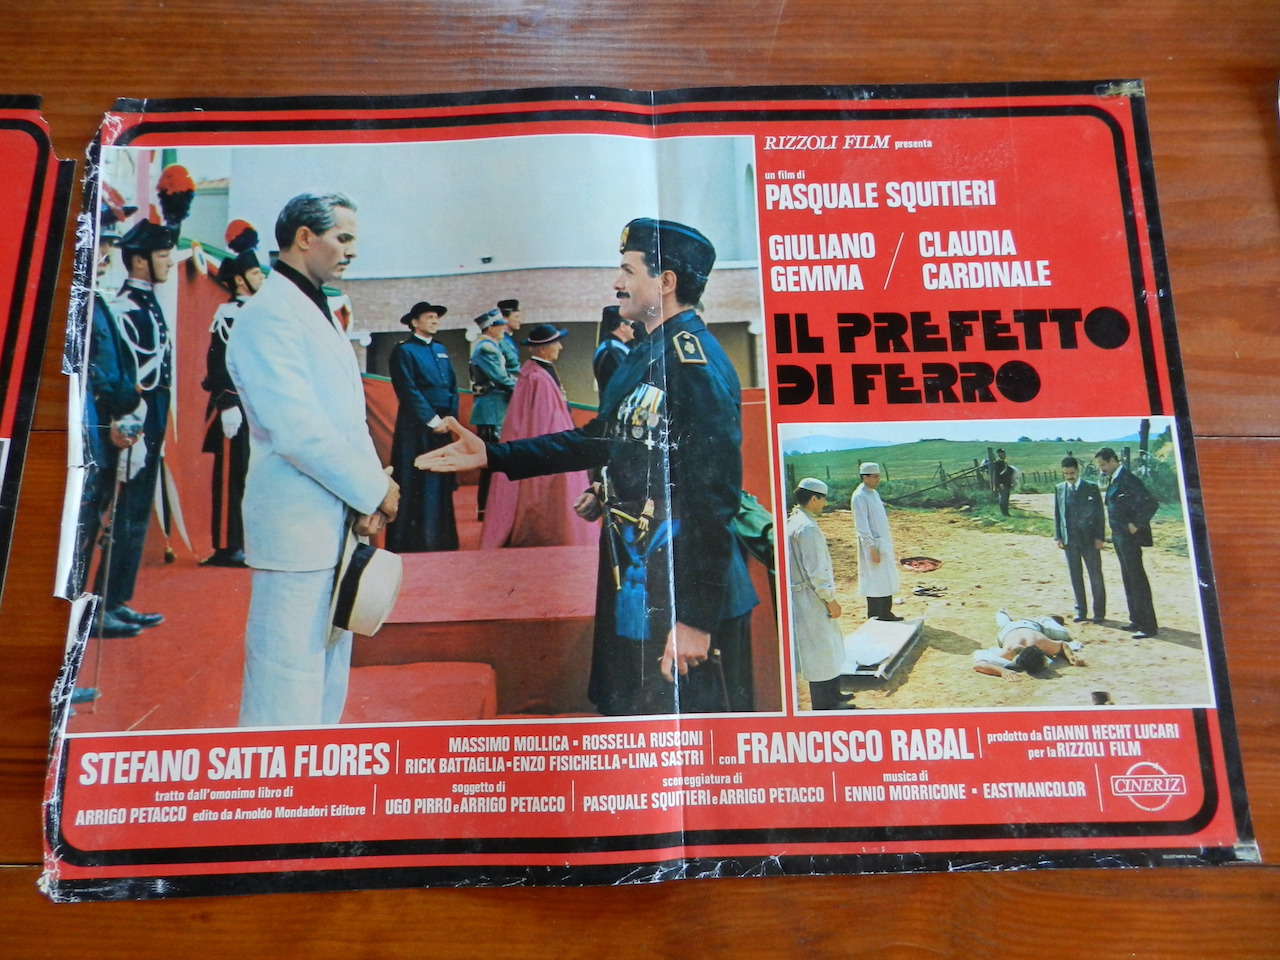 RIZZOLI FILM presenta
un film di
PASQUALE SQUITIERI
GIULIANO / CLAUDIA
GEMMA CARDINALE
IL PREFETTO
DI FERRO
STEFANO SATTA FLORES
MASSIMO MOLLICA - ROSSELLA RUSCONI
RICK BATTAGLIA - ENZO FISICHELLA - LINA SASTRI
con FRANCISCO RABAL
prodotto da GIANNI HECHT LUCARI
per la RIZZOLI FILM
tratto dall'omonimo libro di
ARRIGO PETACCO edito da Arnoldo Mondadori Editore
soggetto di
UGO PIRRO e ARRIGO PETACCO
sceneggiatura di
PASQUALE SQUITIERI e ARRIGO PETACCO
musica di
ENNIO MORRICONE - EASTMANCOLOR
CINERIZ